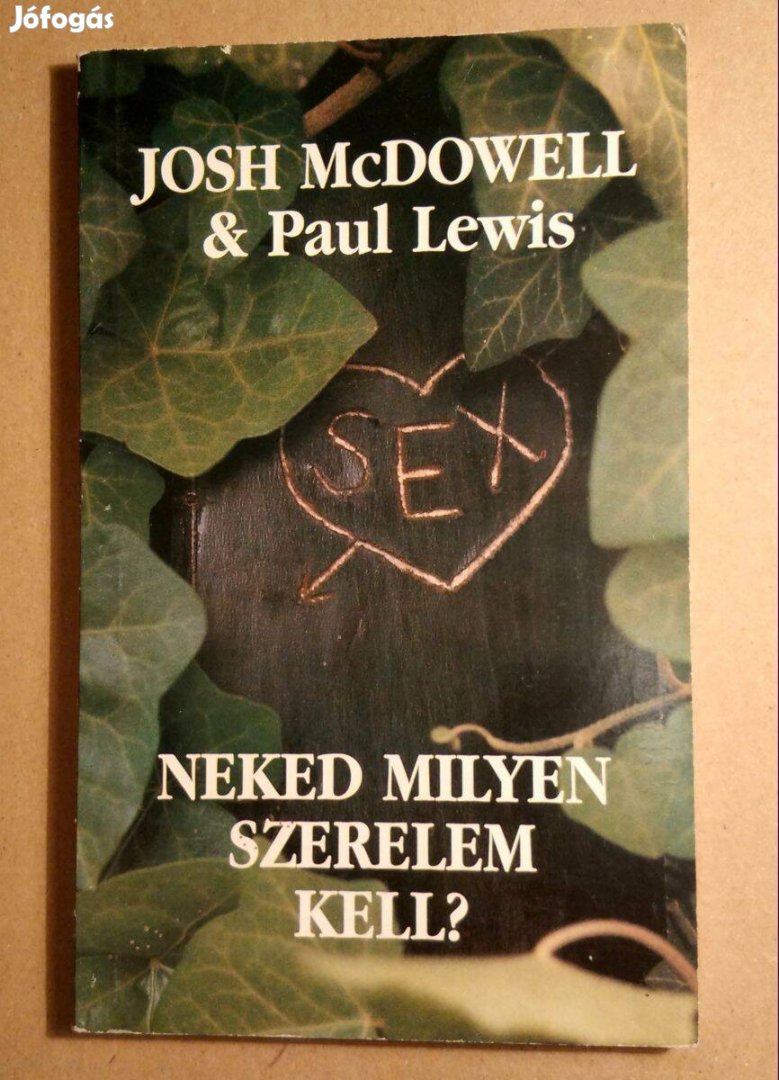 Jófogás
JOSH McDOWELL
& Paul Lewis
SEX
NEKED MILYEN
SZERELEM
KELL?